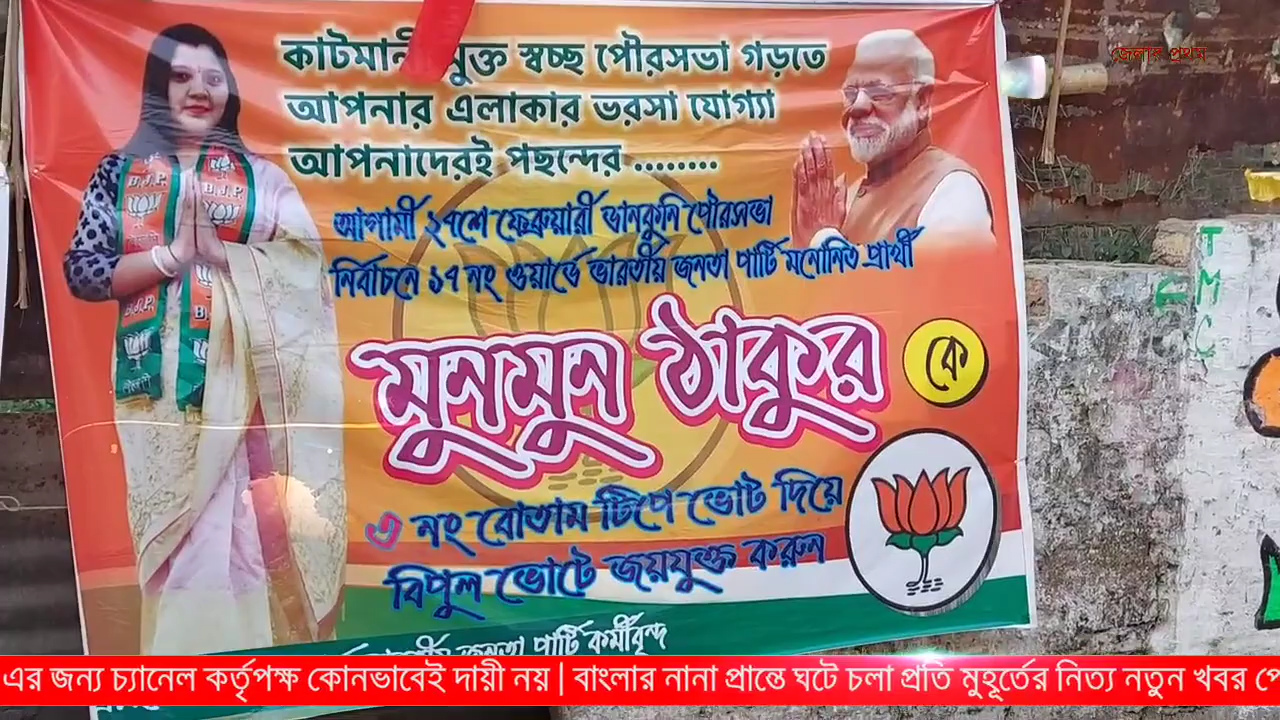 কাটমানী মুক্ত স্বচ্ছ পৌরসভা গড়তে
আপনার এলাকার ভরসা যোগ্যা
আপনাদেরই পছন্দের ........
আগামী ২৭শে ফেব্রুয়ারী ডানকুনি পৌরসভা
নির্বাচনে ১৭ নং ওয়ার্ডে ভারতীয় জনতা পার্টি মনোনিত প্রার্থী
মুনমুন ঠাকুর
কে
৩ নং বোতাম টিপে ভোট দিয়ে
বিপুল ভোটে জয়যুক্ত করুন
জনতা পার্টি কর্মীবৃন্দ
B.J.P.
B.J.P.
B.J.P.
জেলার প্রথম
TMC
এর জন্য চ্যানেল কর্তৃপক্ষ কোনভাবেই দায়ী নয় | বাংলার নানা প্রান্তে ঘটে চলা প্রতি মুহূর্তের নিত্য নতুন খবর